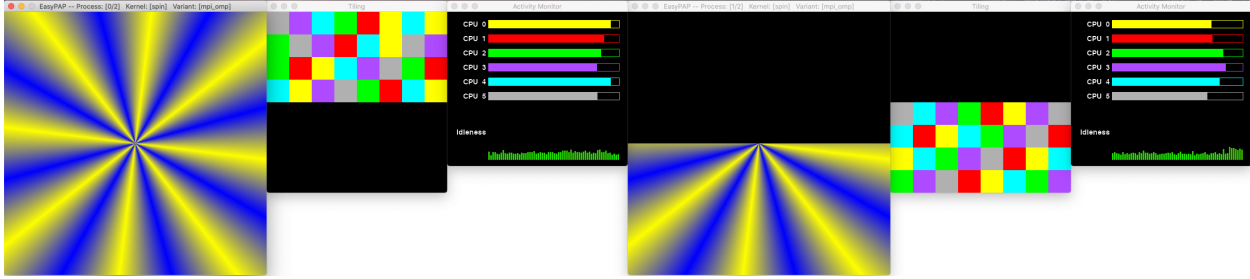 EasyPAP -- Process: [0/2]   Kernel: [spin]   Variant: [mpi_omp]
Tiling
Activity Monitor
CPU 0
CPU 1
CPU 2
CPU 3
CPU 4
CPU 5
Idleness
EasyPAP -- Process: [1/2]   Kernel: [spin]   Variant: [mpi_omp]
Tiling
Activity Monitor
CPU 0
CPU 1
CPU 2
CPU 3
CPU 4
CPU 5
Idleness